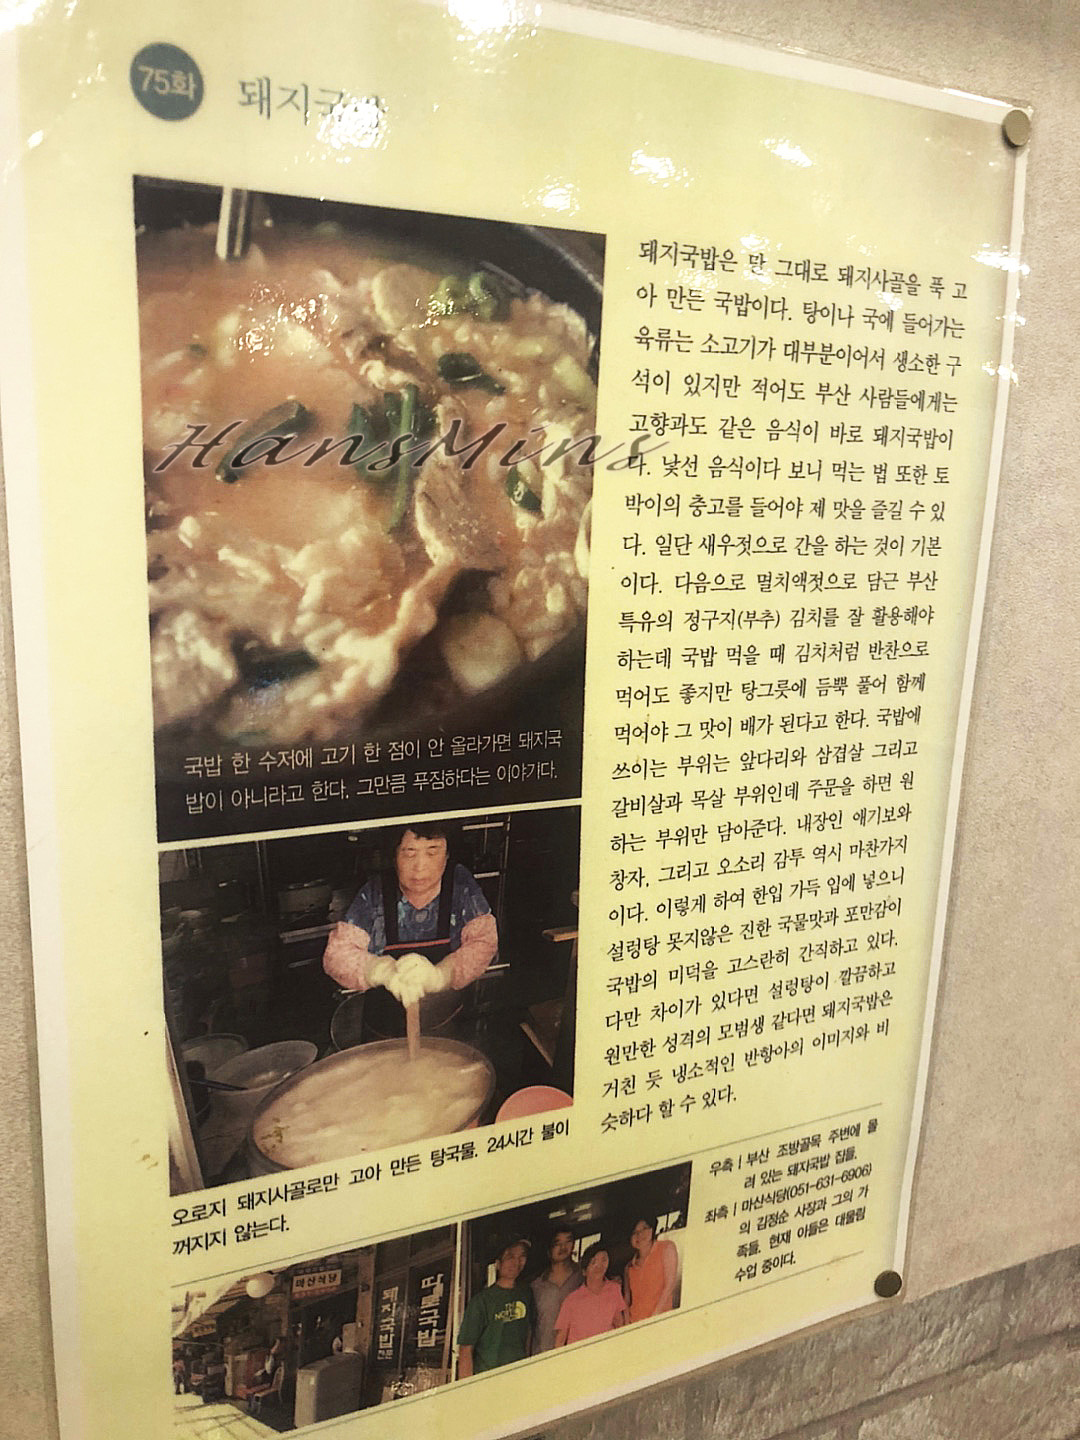 75화
돼지국밥
돼지국밥은 말 그대로 돼지사골을 푹 고
아 만든 국밥이다. 탕이나 국에 들어가는
육류는 소고기가 대부분이어서 생소한 구
석이 있지만 적어도 부산 사람들에게는
고향과도 같은 음식이 바로 돼지국밥이
다. 낯선 음식이다 보니 먹는 법 또한 토
박이의 충고를 들어야 제 맛을 즐길 수 있
다. 일단 새우젓으로 간을 하는 것이 기본
이다. 다음으로 멸치액젓으로 담근 부산
특유의 정구지(부추) 김치를 잘 활용해야
하는데 국밥 먹을 때 김치처럼 반찬으로
먹어도 좋지만 탕그릇에 듬뿍 풀어 함께
먹어야 그 맛이 배가 된다고 한다. 국밥에
쓰이는 부위는 앞다리와 삼겹살 그리고
갈비살과 목살 부위인데 주문을 하면 원
하는 부위만 담아준다. 내장인 애기보와
창자, 그리고 오소리 감투 역시 마찬가지
이다. 이렇게 하여 한입 가득 입에 넣으니
설렁탕 못지않은 진한 국물맛과 포만감이
국밥의 미덕을 고스란히 간직하고 있다.
다만 차이가 있다면 설렁탕이 깔끔하고
원만한 성격의 모범생 같다면 돼지국밥은
거친 듯 냉소적인 반항아의 이미지와 비
슷하다 할 수 있다.
HansMins
국밥 한 수저에 고기 한 점이 안 올라가면 돼지국
밥이 아니라고 한다. 그만큼 푸짐하다는 이야기다.
오로지 돼지사골로만 고아 만든 탕국물. 24시간 불이
꺼지지 않는다.
우측 | 부산 조방골목 주변에 몰
려 있는 돼지국밥 집들.
좌측 | 마산식당(051-631-6906)
의 김정순 사장과 그의 가
족들. 현재 아들은 대물림
수업 중이다.
마산식당
돼지국밥
따로국밥
THE NORTH FACE